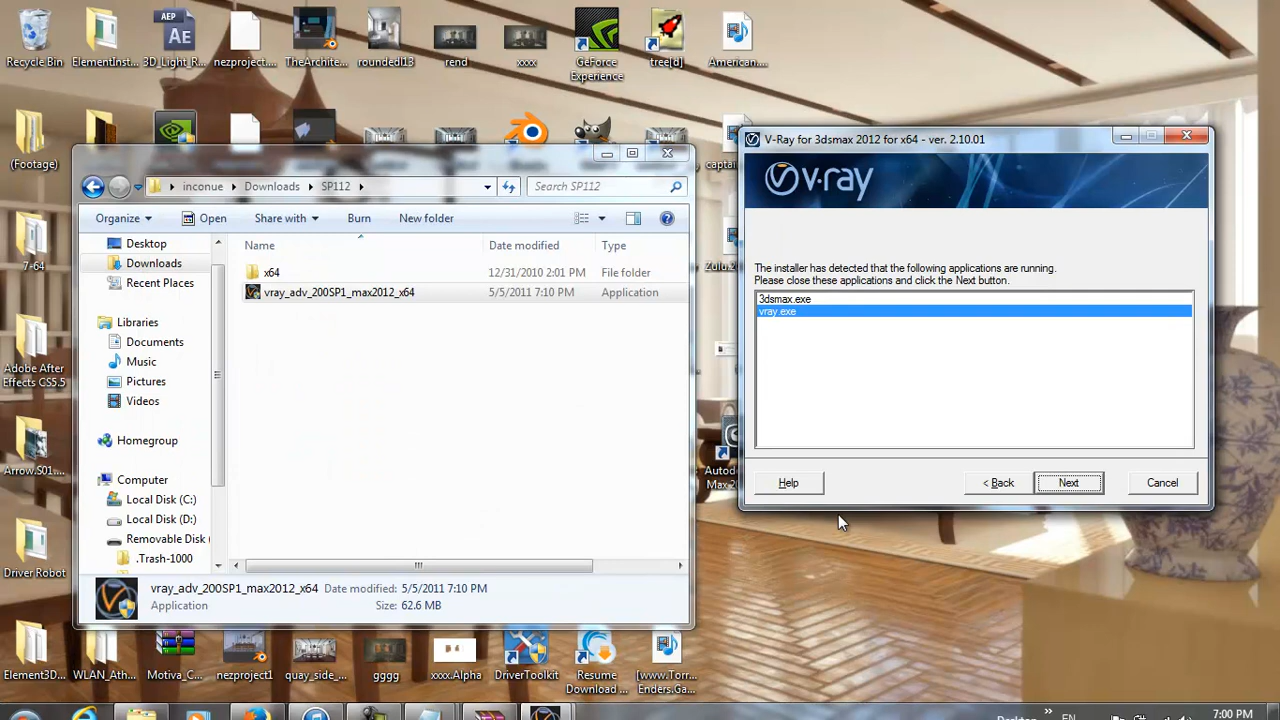 Recycle Bin
ElementInst...
AEP
Ae
3D_Light_R...
nezproject....
TheArchite...
roundedl13
rend
xxxx
GeForce
Experience
tree[d]
American....
(Footage)
7-64
Adobe After
Effects CS5.5
Arrow.S01....
Driver Robot
inconue
Downloads
SP112
Search SP112
Organize
Open
Share with
Burn
New folder
Desktop
Downloads
Recent Places
Libraries
Documents
Music
Pictures
Videos
Homegroup
Computer
Local Disk (C:)
Local Disk (D:)
Removable Disk
.Trash-1000
Name
Date modified
Type
x64
12/31/2010 2:01 PM
File folder
vray_adv_200SP1_max2012_x64
5/5/2011 7:10 PM
Application
vray_adv_200SP1_max2012_x64 Date modified: 5/5/2011 7:10 PM
Application
Size: 62.6 MB
V-Ray for 3dsmax 2012 for x64 - ver. 2.10.01
v·ray
The installer has detected that the following applications are running.
Please close these applications and click the Next button.
3dsmax.exe
vray.exe
Help
< Back
Next
Cancel
Element3D...
WLAN_Ath...
Motiva_C...
nezproject1
quay_side_...
gggg
xxxx.Alpha
DriverToolkit
Resume
Download ...
[www.Torr...
Enders.Ga...
Desktop
EN
7:00 PM